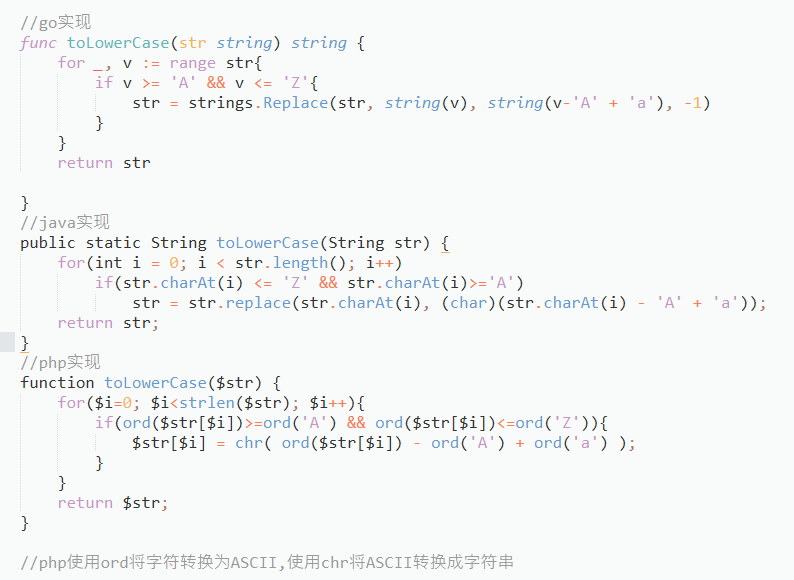 //go实现
func toLowerCase(str string) string {
    for _, v := range str{
        if v >= 'A' && v <= 'Z'{
            str = strings.Replace(str, string(v), string(v-'A' + 'a'), -1)
        }
    }
    return str
}
//java实现
public static String toLowerCase(String str) {
    for(int i = 0; i < str.length(); i++)
        if(str.charAt(i) <= 'Z' && str.charAt(i)>='A')
            str = str.replace(str.charAt(i), (char)(str.charAt(i) - 'A' + 'a'));
    return str;
}
//php实现
function toLowerCase($str) {
    for($i=0; $i<strlen($str); $i++){
        if(ord($str[$i])>=ord('A') && ord($str[$i])<=ord('Z')){
            $str[$i] = chr( ord($str[$i]) - ord('A') + ord('a') );
        }
    }
    return $str;
}
//php使用ord将字符转换为ASCII,使用chr将ASCII转换成字符串